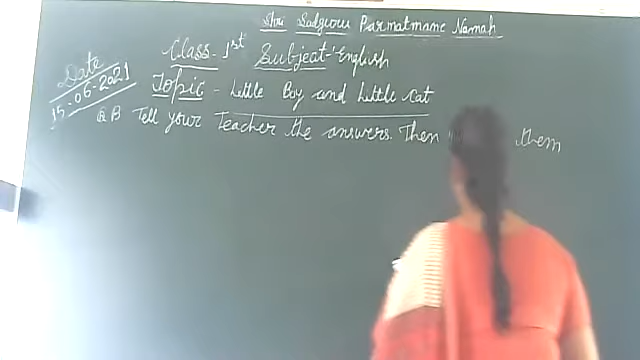 Shri Sadguru Parmatmane Namah
Class - 1st Subject - English
Date
15-06-2021
Topic - Little Boy and Little Cat
Q B Tell your Teacher the answers. Then them